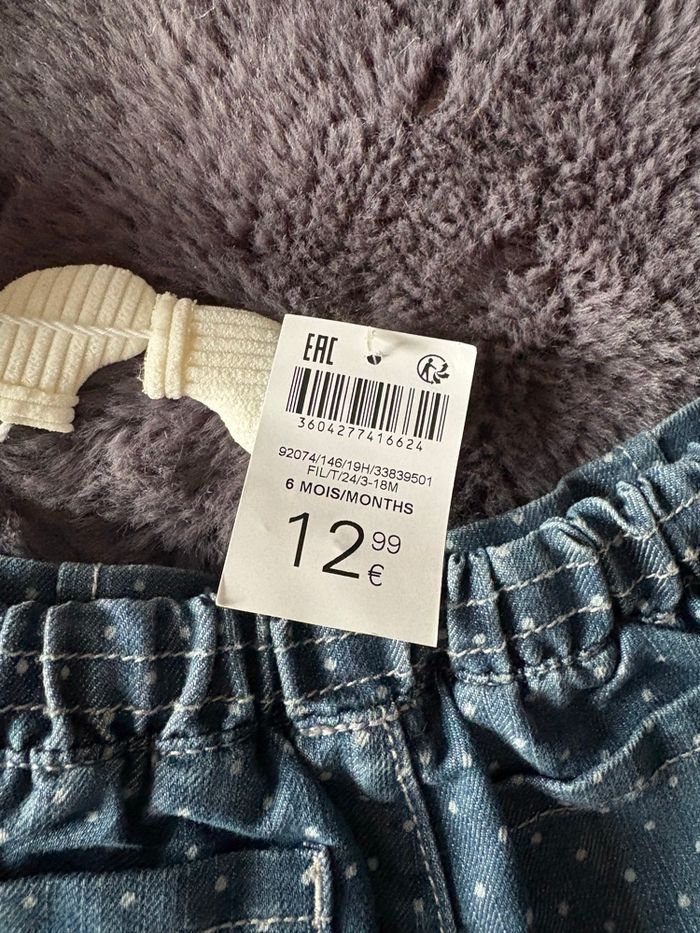 EAC
3604277416624
92074/146/19H/33839501
FIL/T/24/3-18M
6 MOIS/MONTHS
12 99
€